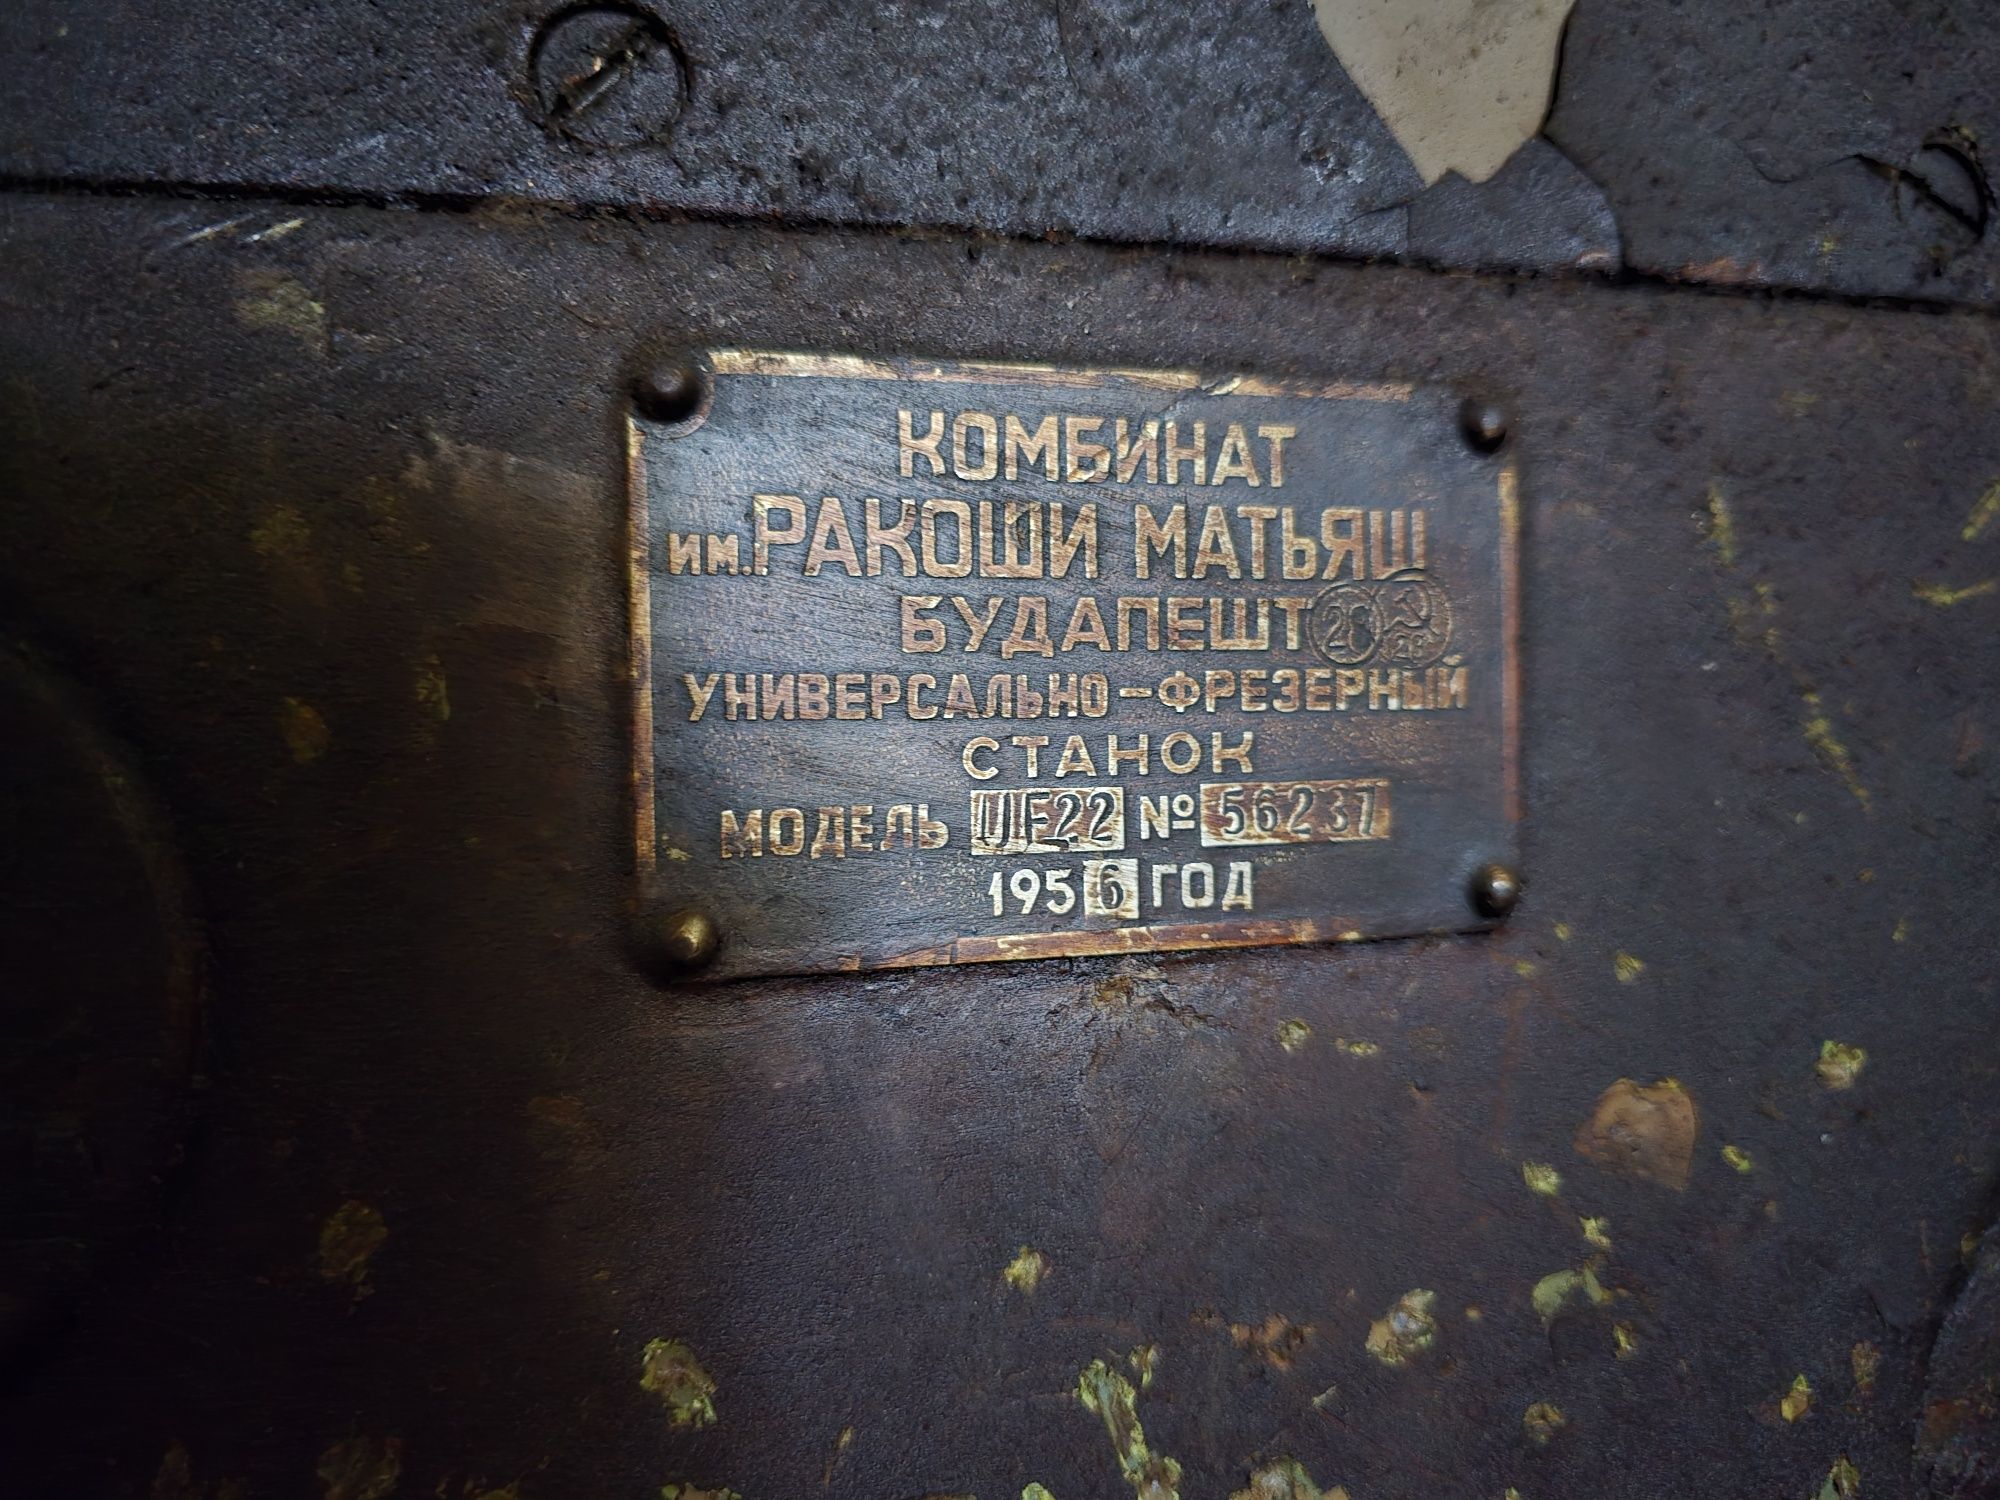 КОМБИНАТ
им. РАКОШИ МАТЬЯШ
БУДАПЕШТ
УНИВЕРСАЛЬНО-ФРЕЗЕРНЫЙ
СТАНОК
МОДЕЛЬ UF22 № 56237
1956 ГОД